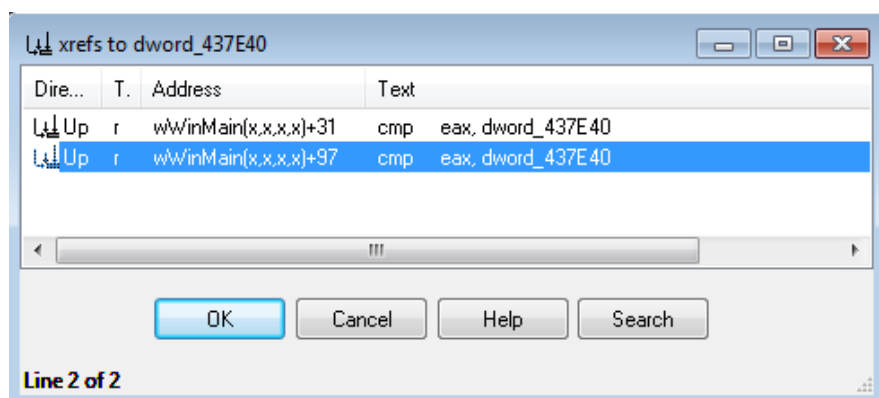 xrefs to dword_437E40
Dire... T. Address Text
Up r wWinMain(x,x,x,x)+31 cmp eax, dword_437E40
Up r wWinMain(x,x,x,x)+97 cmp eax, dword_437E40
OK Cancel Help Search
Line 2 of 2